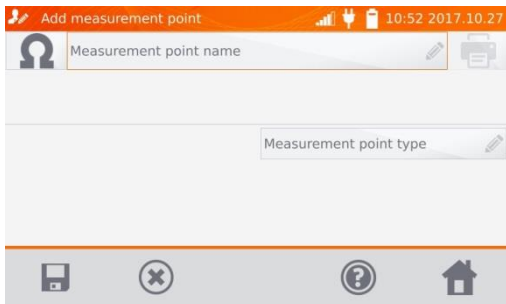 Add measurement point 10:52 2017.10.27
Ω Measurement point name
Measurement point type